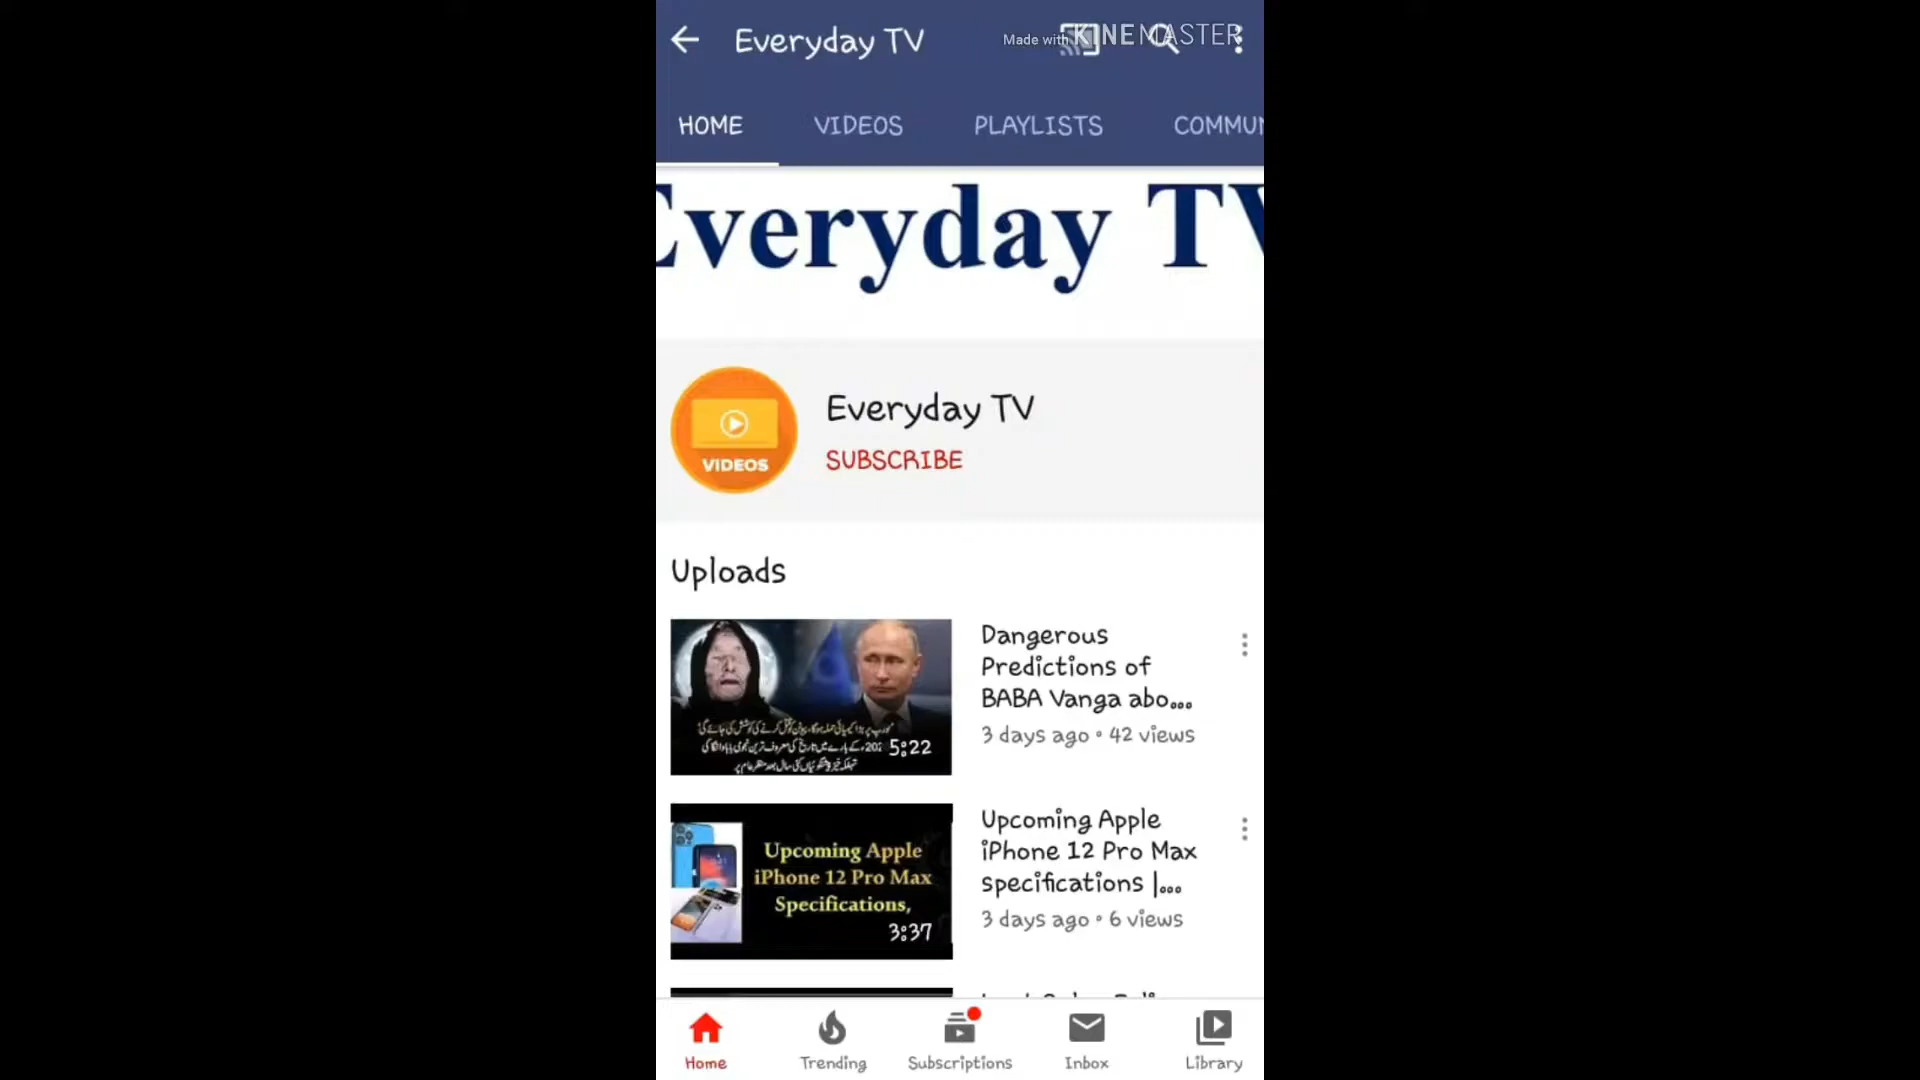 Everyday TV
Made with KINEMASTER
HOME VIDEOS PLAYLISTS COMMUN
Everyday TV
VIDEOS
Everyday TV
SUBSCRIBE
Uploads
5:22
Dangerous
Predictions of
BABA Vanga abo...
3 days ago • 42 views
Upcoming Apple
iPhone 12 Pro Max
Specifications,
3:37
Upcoming Apple
iPhone 12 Pro Max
specifications |...
3 days ago • 6 views
Home Trending Subscriptions Inbox Library